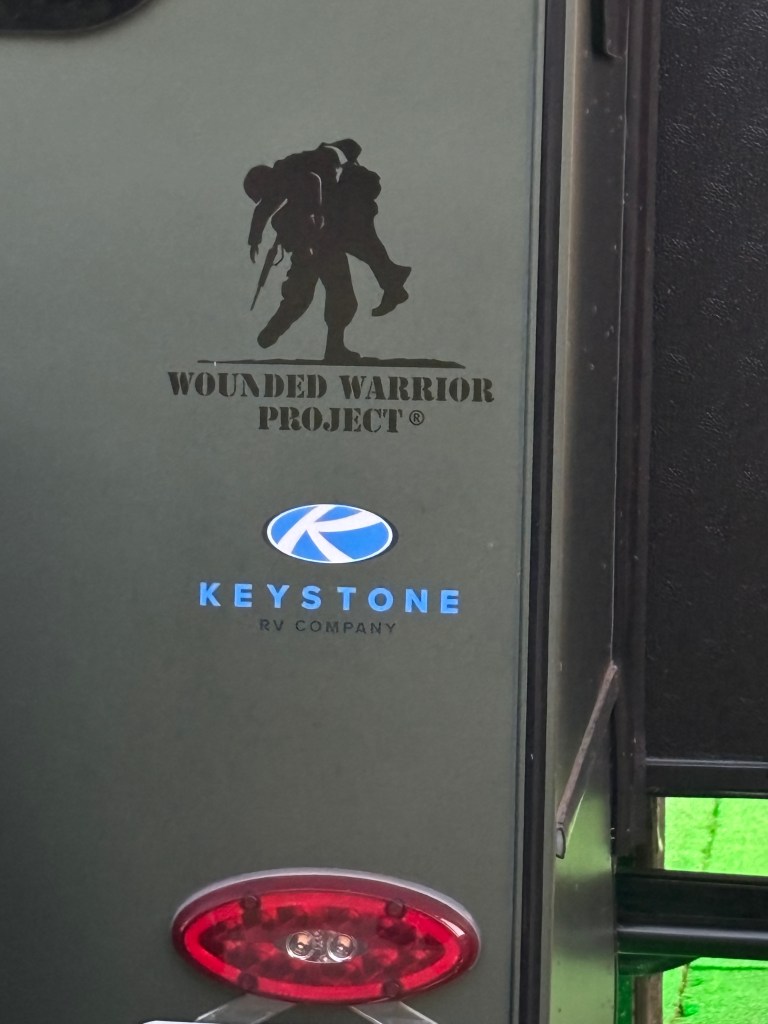 WOUNDED WARRIOR
PROJECT®
K
KEYSTONE
RV COMPANY